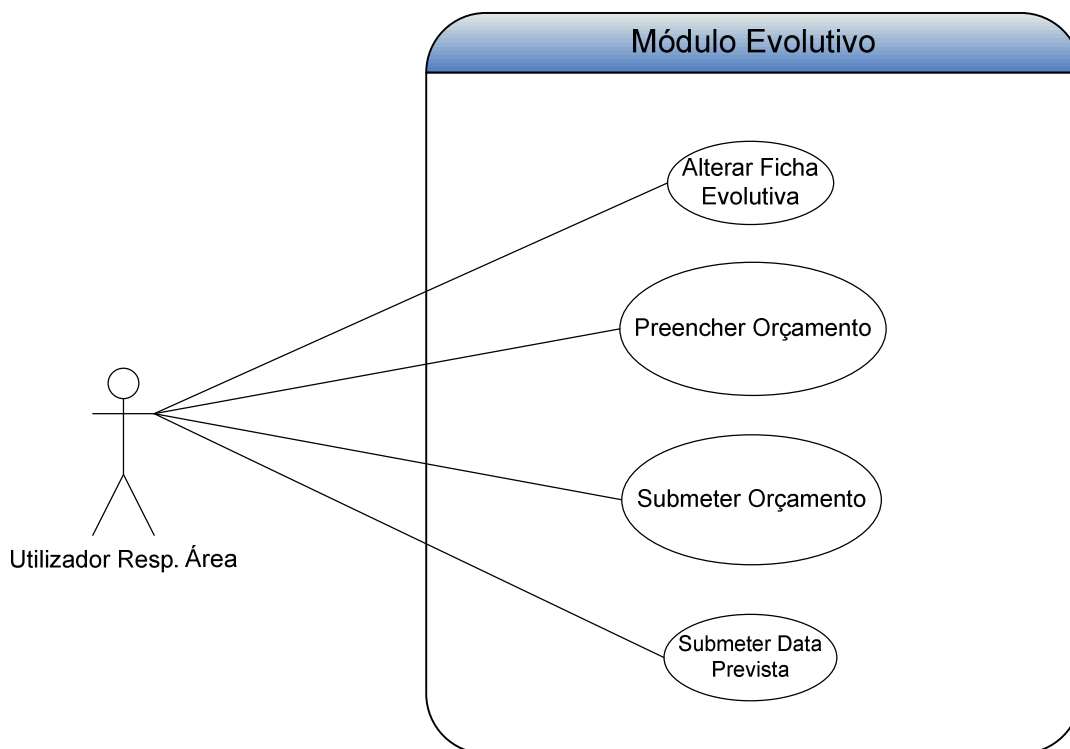 Módulo Evolutivo
Alterar Ficha
Evolutiva
Preencher Orçamento
Submeter Orçamento
Utilizador Resp. Área
Submeter Data
Prevista